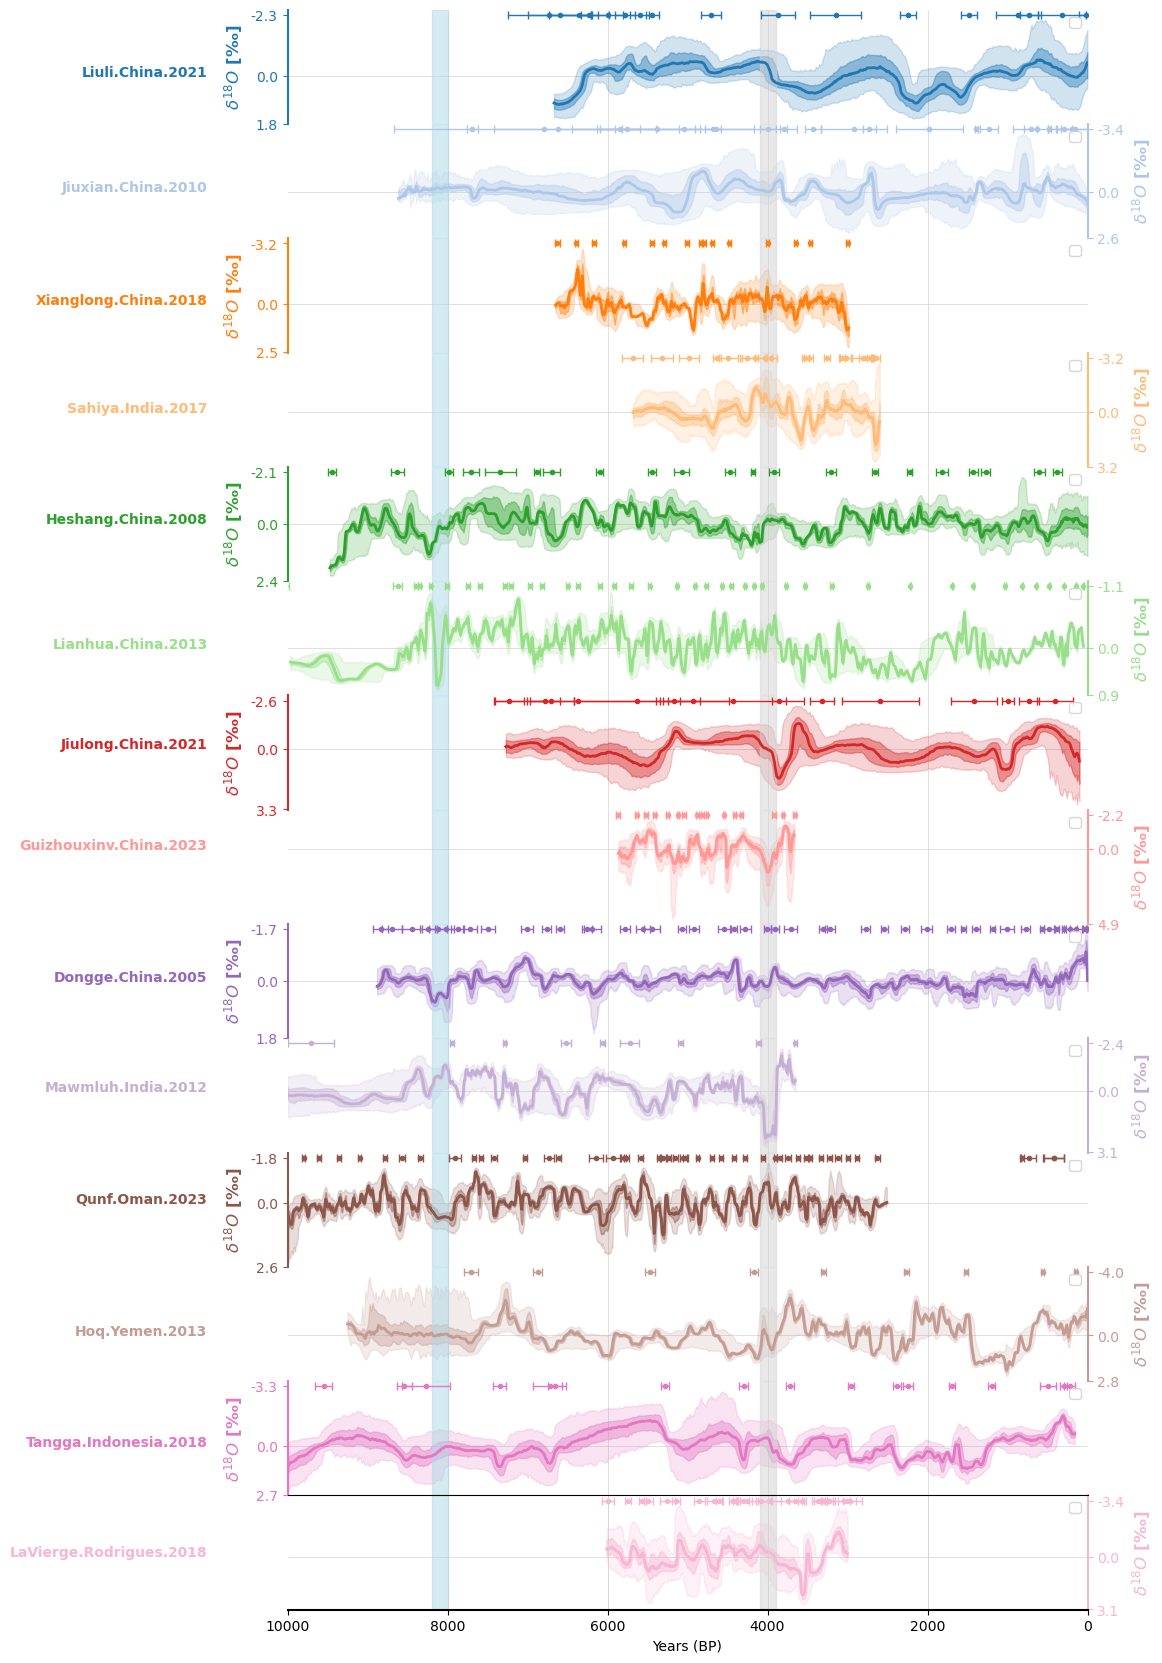 -2.3
Liuli.China.2021
δ18O [‰]
0.0
1.8
-3.4
Jiuxian.China.2010
0.0
δ18O [‰]
2.6
-3.2
Xianglong.China.2018
δ18O [‰]
0.0
2.5
-3.2
Sahiya.India.2017
0.0
δ18O [‰]
3.2
-2.1
Heshang.China.2008
δ18O [‰]
0.0
2.4
-1.1
Lianhua.China.2013
0.0
δ18O [‰]
0.9
-2.6
Jiulong.China.2021
δ18O [‰]
0.0
3.3
-2.2
Guizhouxinv.China.2023
0.0
δ18O [‰]
4.9
-1.7
Dongge.China.2005
δ18O [‰]
0.0
1.8
-2.4
Mawmluh.India.2012
0.0
δ18O [‰]
3.1
-1.8
Qunf.Oman.2023
δ18O [‰]
0.0
2.6
-4.0
Hoq.Yemen.2013
0.0
δ18O [‰]
2.8
-3.3
Tangga.Indonesia.2018
δ18O [‰]
0.0
2.7
-3.4
LaVierge.Rodrigues.2018
0.0
δ18O [‰]
3.1
10000 8000 6000 4000 2000 0
Years (BP)